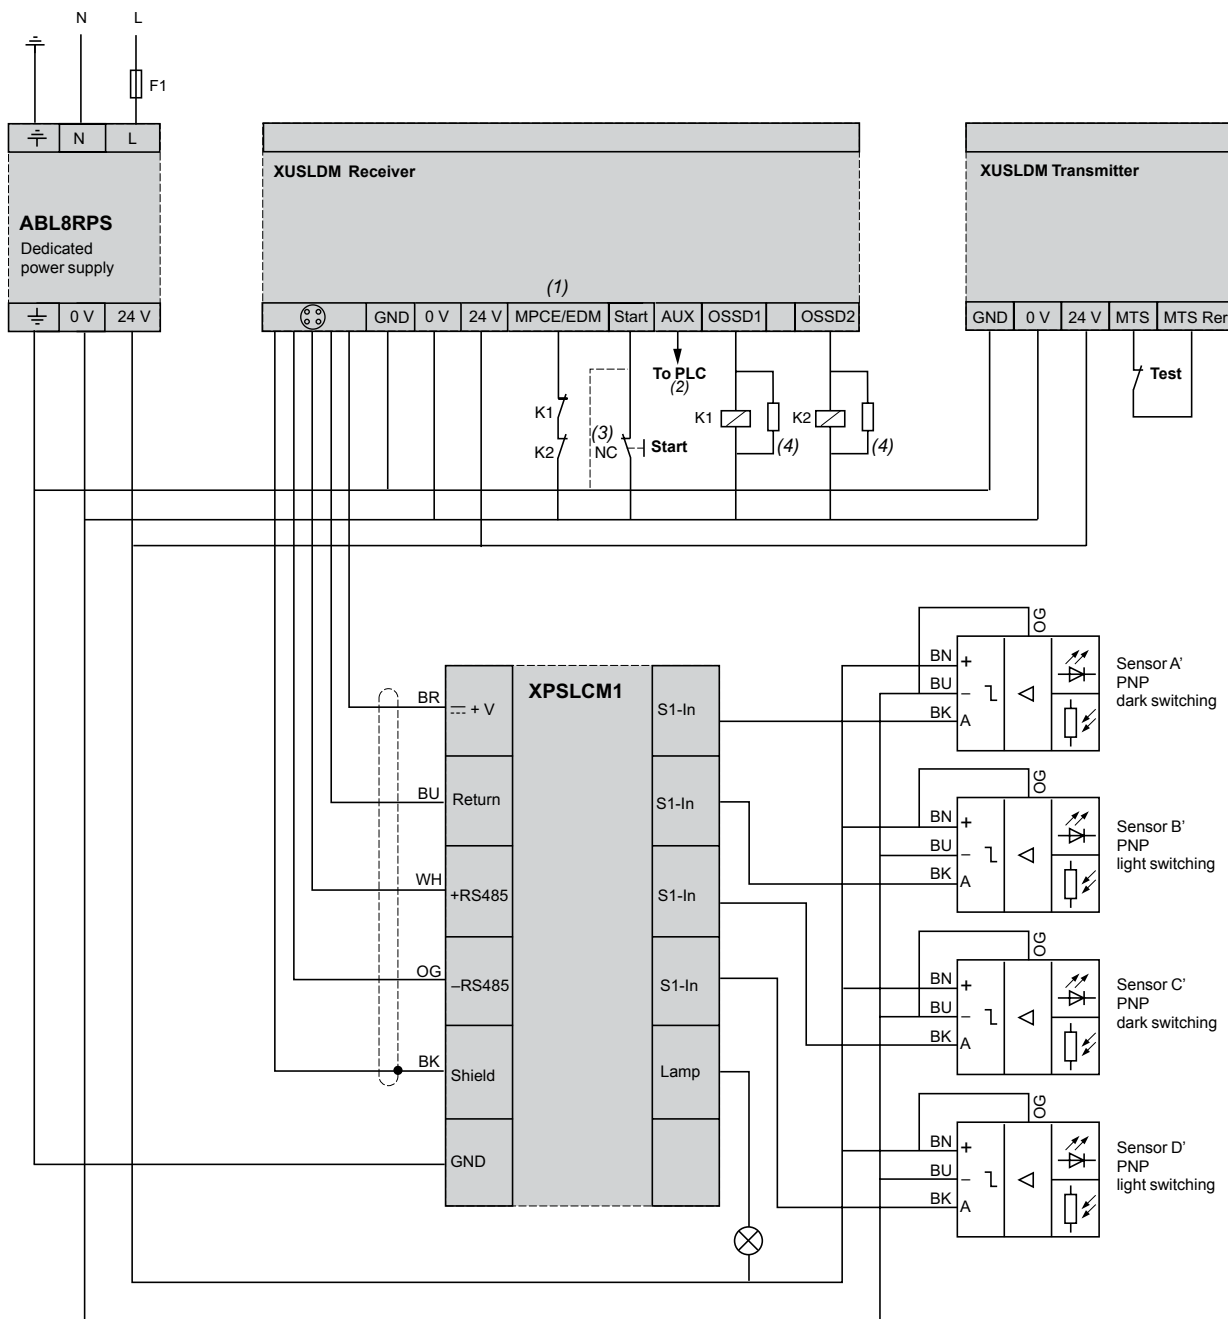 N L
F1
N L
ABL8RPS
Dedicated
power supply
0 V 24 V
XUSLDM Receiver
(1)
GND 0 V 24 V MPCE/EDM Start AUX OSSD1 OSSD2
XUSLDM Transmitter
GND 0 V 24 V MTS MTS Rer
To PLC
(2)
Test
K1
K2
(3)
NC
Start
K1
(4)
K2
(4)
XPSLCM1
BR
+ V
BU
Return
WH
+RS485
OG
–RS485
BK
Shield
GND
S1-In
S1-In
S1-In
S1-In
Lamp
OG
BN +
BU –
BK A
Sensor A’
PNP
dark switching
OG
BN +
BU –
BK A
Sensor B’
PNP
light switching
OG
BN +
BU –
BK A
Sensor C’
PNP
dark switching
OG
BN +
BU –
BK A
Sensor D’
PNP
light switching